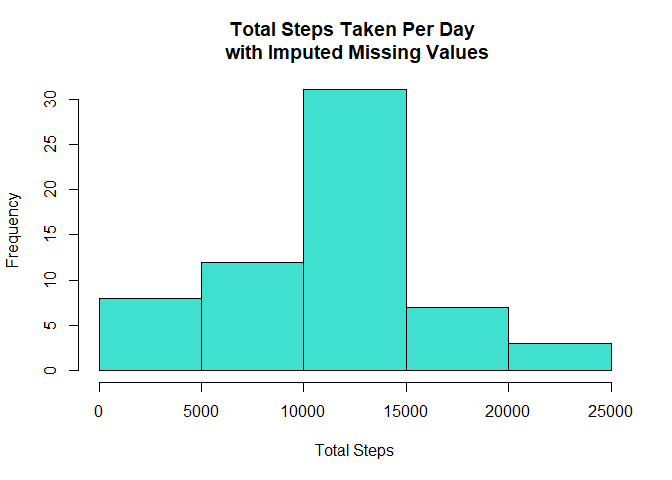 Total Steps Taken Per Day
with Imputed Missing Values
Frequency
30
25
20
15
10
5
0
0 5000 10000 15000 20000 25000
Total Steps